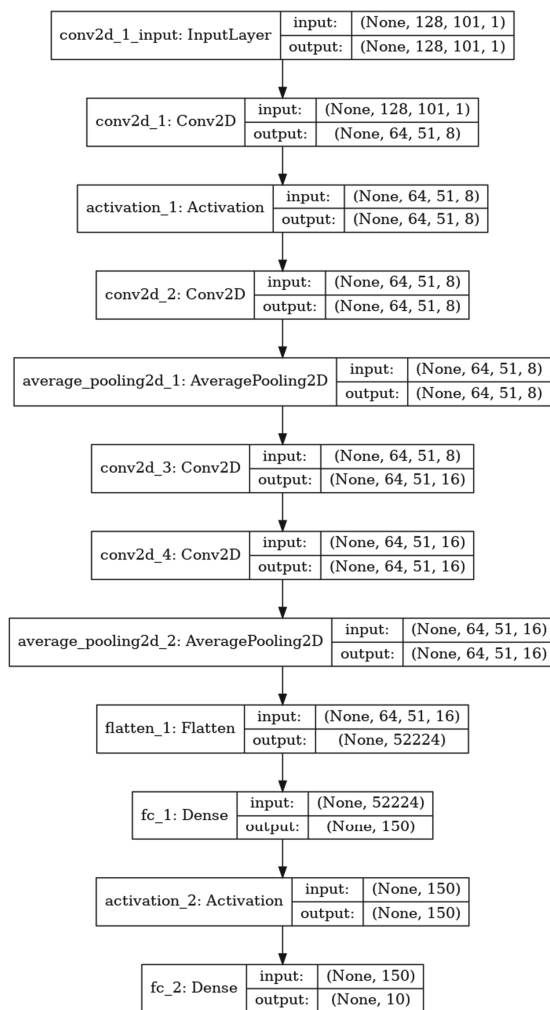 conv2d_1_input: InputLayer
input: (None, 128, 101, 1)
output: (None, 128, 101, 1)
conv2d_1: Conv2D
input: (None, 128, 101, 1)
output: (None, 64, 51, 8)
activation_1: Activation
input: (None, 64, 51, 8)
output: (None, 64, 51, 8)
conv2d_2: Conv2D
input: (None, 64, 51, 8)
output: (None, 64, 51, 8)
average_pooling2d_1: AveragePooling2D
input: (None, 64, 51, 8)
output: (None, 64, 51, 8)
conv2d_3: Conv2D
input: (None, 64, 51, 8)
output: (None, 64, 51, 16)
conv2d_4: Conv2D
input: (None, 64, 51, 16)
output: (None, 64, 51, 16)
average_pooling2d_2: AveragePooling2D
input: (None, 64, 51, 16)
output: (None, 64, 51, 16)
flatten_1: Flatten
input: (None, 64, 51, 16)
output: (None, 52224)
fc_1: Dense
input: (None, 52224)
output: (None, 150)
activation_2: Activation
input: (None, 150)
output: (None, 150)
fc_2: Dense
input: (None, 150)
output: (None, 10)